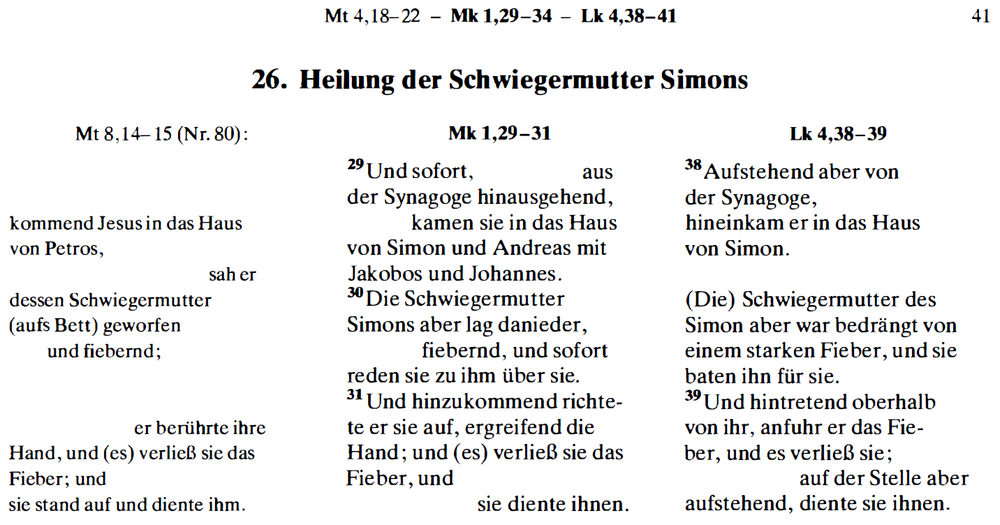 Mt 4,18–22 – Mk 1,29–34 – Lk 4,38–41 41
26. Heilung der Schwiegermutter Simons
Mt 8,14–15 (Nr. 80):
kommend Jesus in das Haus
von Petros,
sah er
dessen Schwiegermutter
(aufs Bett) geworfen
und fiebernd;
er berührte ihre
Hand, und (es) verließ sie das
Fieber; und
sie stand auf und diente ihm.
Mk 1,29–31
29 Und sofort, aus
der Synagoge hinausgehend,
kamen sie in das Haus
von Simon und Andreas mit
Jakobos und Johannes.
30 Die Schwiegermutter
Simons aber lag danieder,
fiebernd, und sofort
reden sie zu ihm über sie.
31 Und hinzukommend richte-
te er sie auf, ergreifend die
Hand; und (es) verließ sie das
Fieber, und
sie diente ihnen.
Lk 4,38–39
38 Aufstehend aber von
der Synagoge,
hineinkam er in das Haus
von Simon.
(Die) Schwiegermutter des
Simon aber war bedrängt von
einem starken Fieber, und sie
baten ihn für sie.
39 Und hintretend oberhalb
von ihr, anfuhr er das Fie-
ber, und es verließ sie;
auf der Stelle aber
aufstehend, diente sie ihnen.